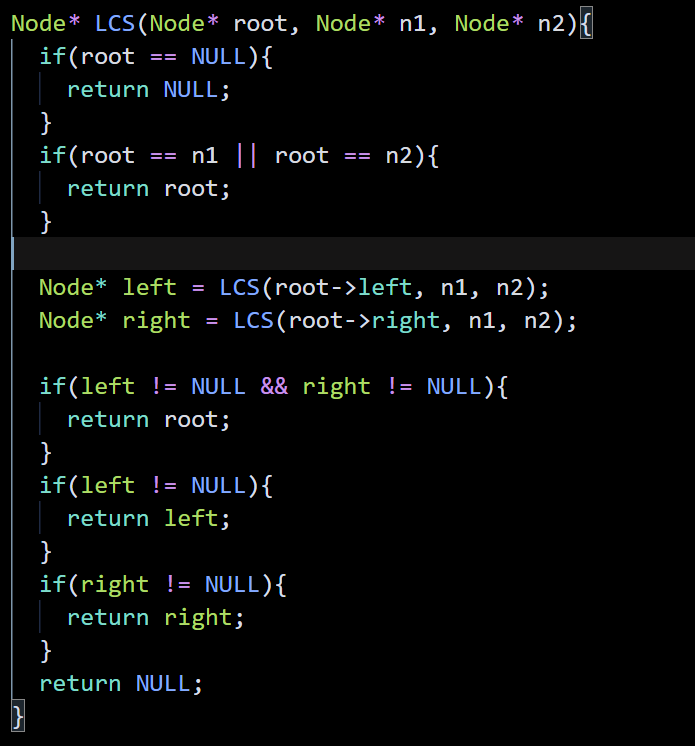 Node* LCS(Node* root, Node* n1, Node* n2){
  if(root == NULL){
    return NULL;
  }
  if(root == n1 || root == n2){
    return root;
  }

  Node* left = LCS(root->left, n1, n2);
  Node* right = LCS(root->right, n1, n2);

  if(left != NULL && right != NULL){
    return root;
  }
  if(left != NULL){
    return left;
  }
  if(right != NULL){
    return right;
  }
  return NULL;
}